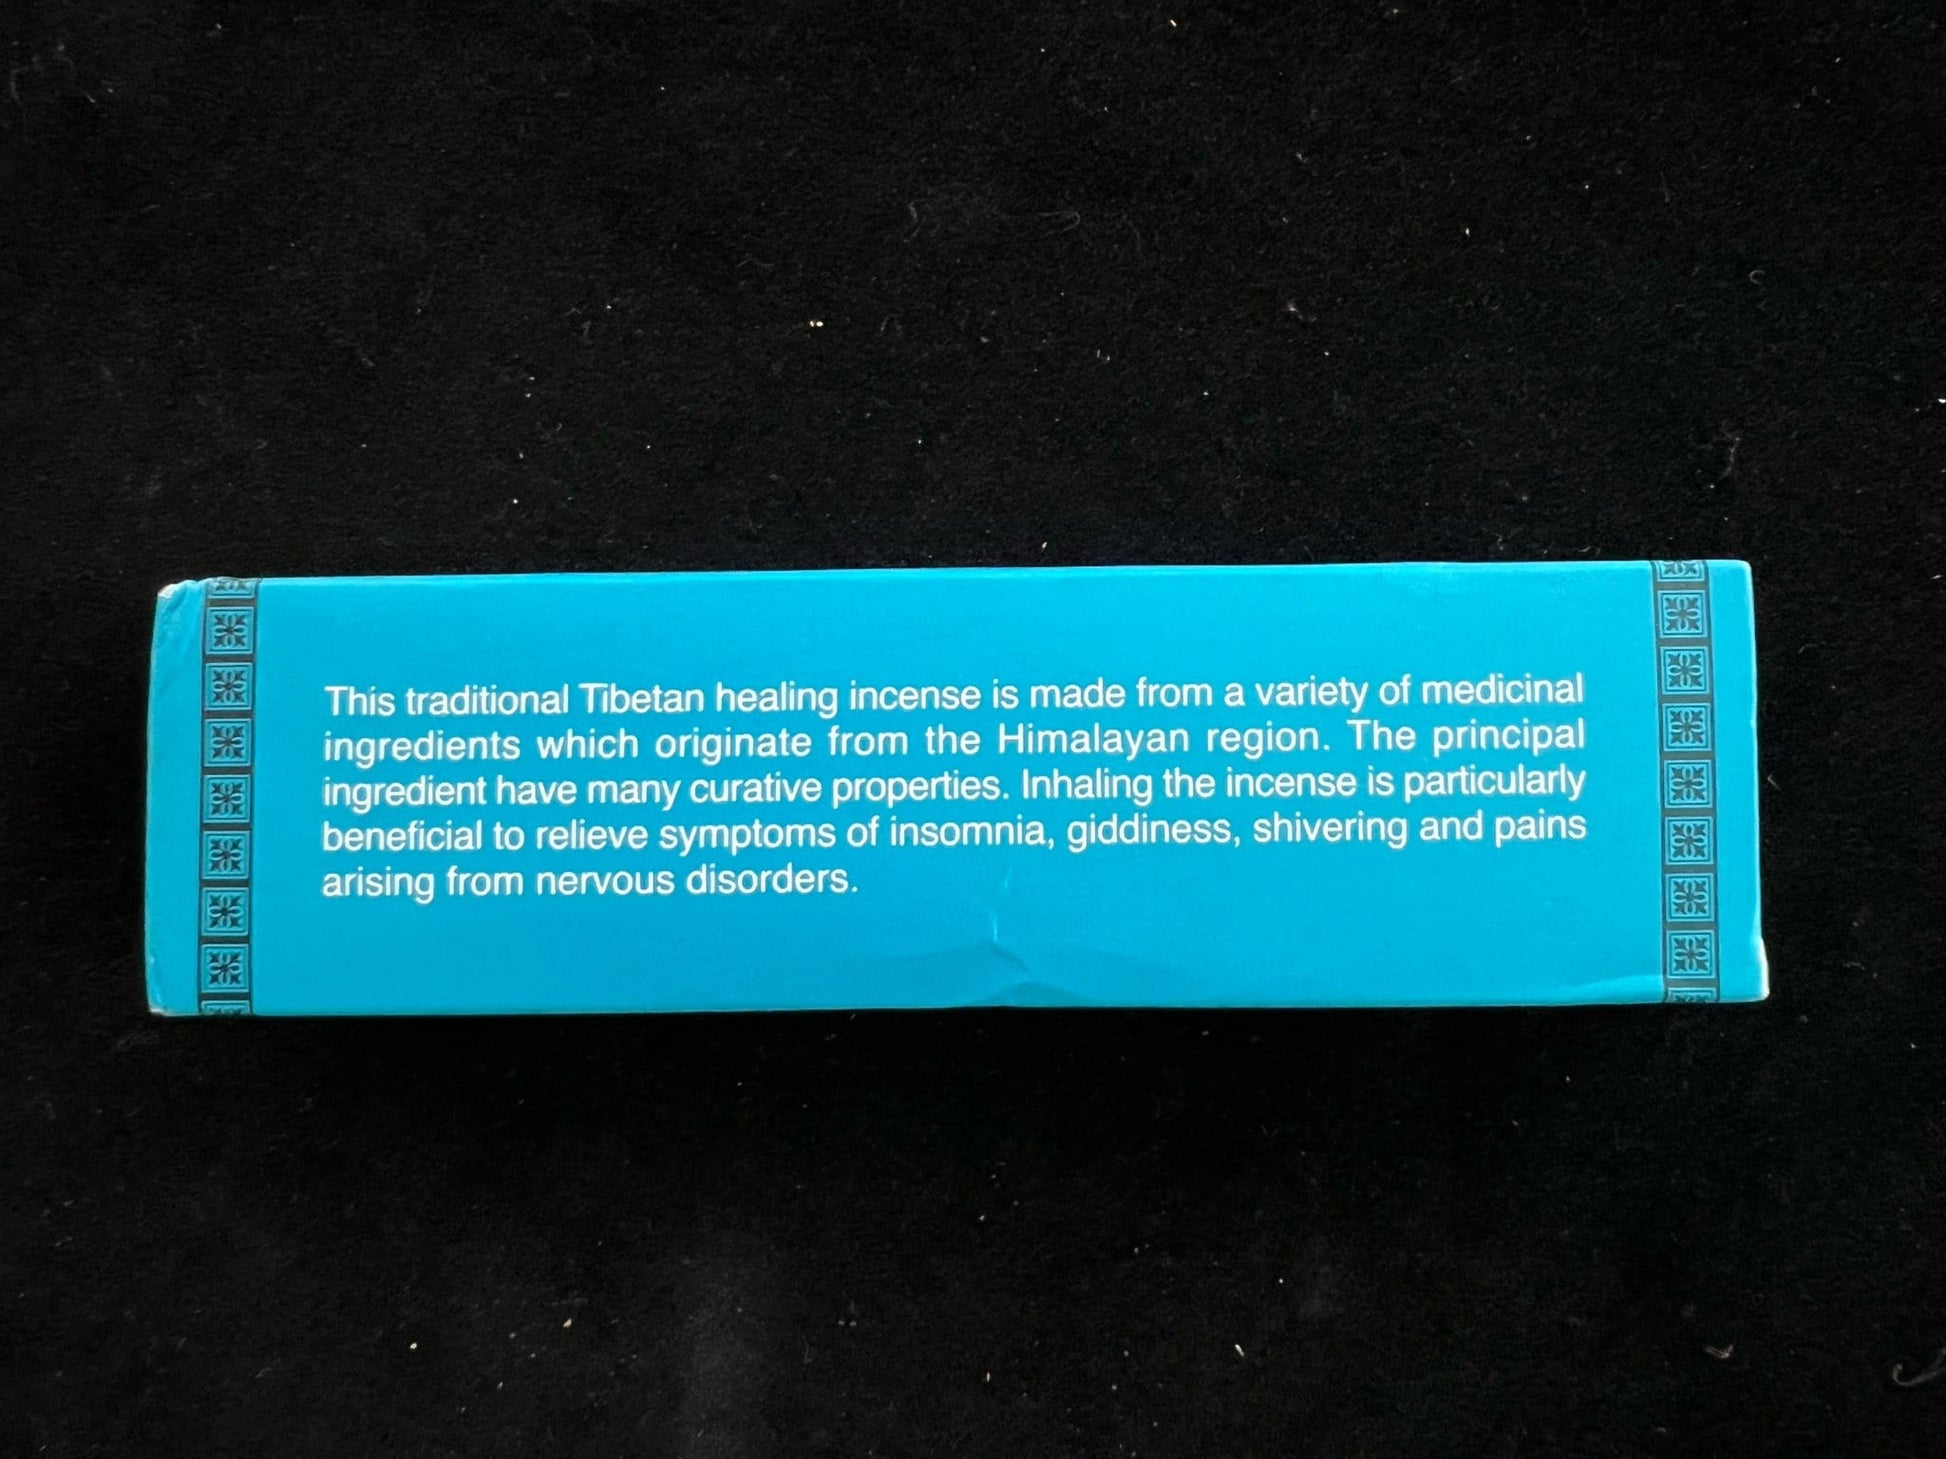 This traditional Tibetan healing incense is made from a variety of medicinal
ingredients which originate from the Himalayan region. The principal
ingredient have many curative properties. Inhaling the incense is particularly
beneficial to relieve symptoms of insomnia, giddiness, shivering and pains
arising from nervous disorders.